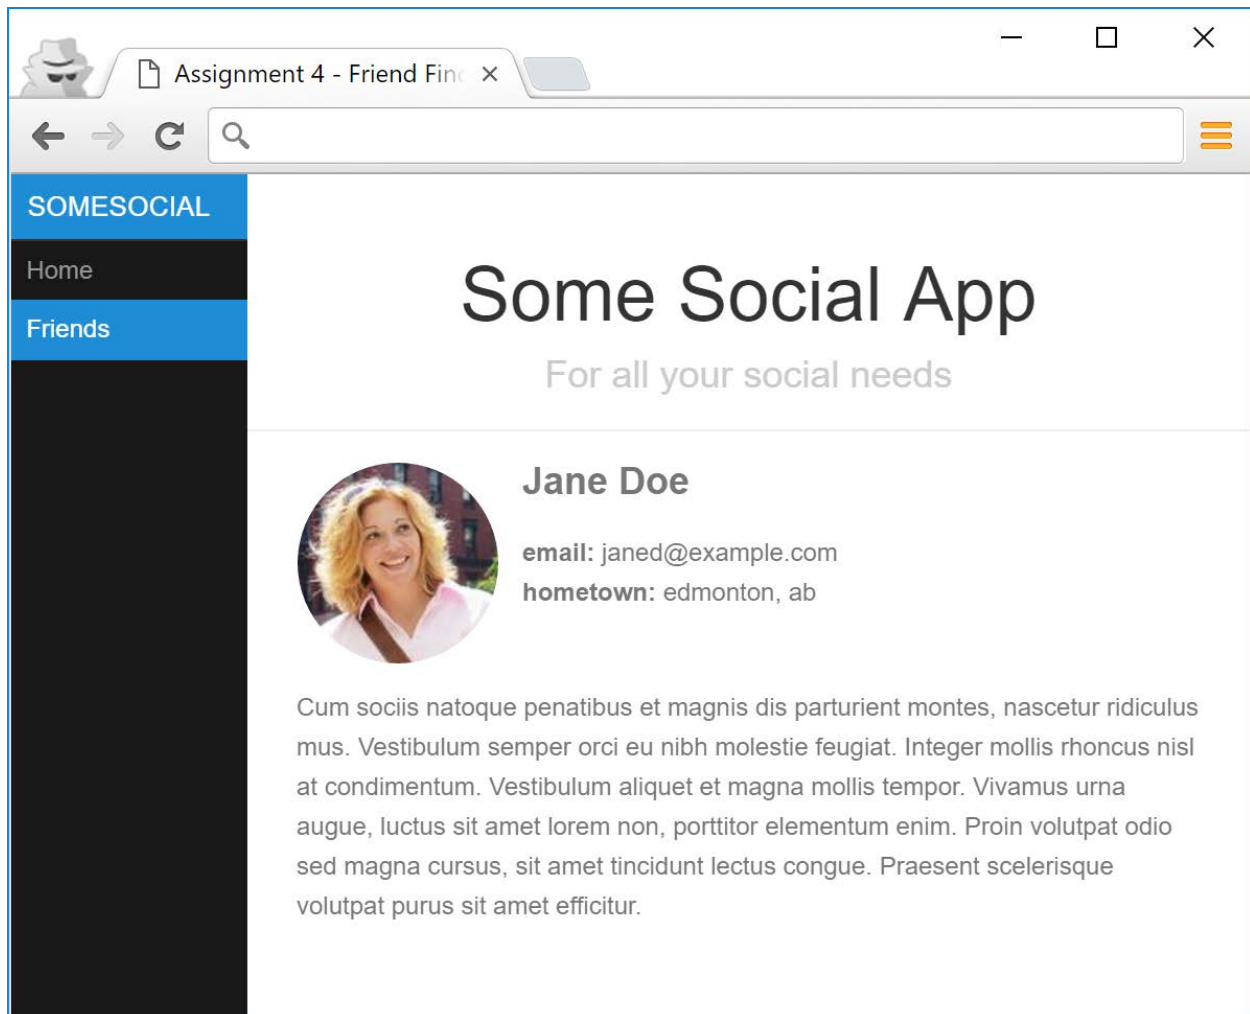 Assignment 4 - Friend Fin
SOMESOCIAL
Home
Friends
Some Social App
For all your social needs
Jane Doe
email: janed@example.com
hometown: edmonton, ab
Cum sociis natoque penatibus et magnis dis parturient montes, nascetur ridiculus
mus. Vestibulum semper orci eu nibh molestie feugiat. Integer mollis rhoncus nisl
at condimentum. Vestibulum aliquet et magna mollis tempor. Vivamus urna
augue, luctus sit amet lorem non, porttitor elementum enim. Proin volutpat odio
sed magna cursus, sit amet tincidunt lectus congue. Praesent scelerisque
volutpat purus sit amet efficitur.